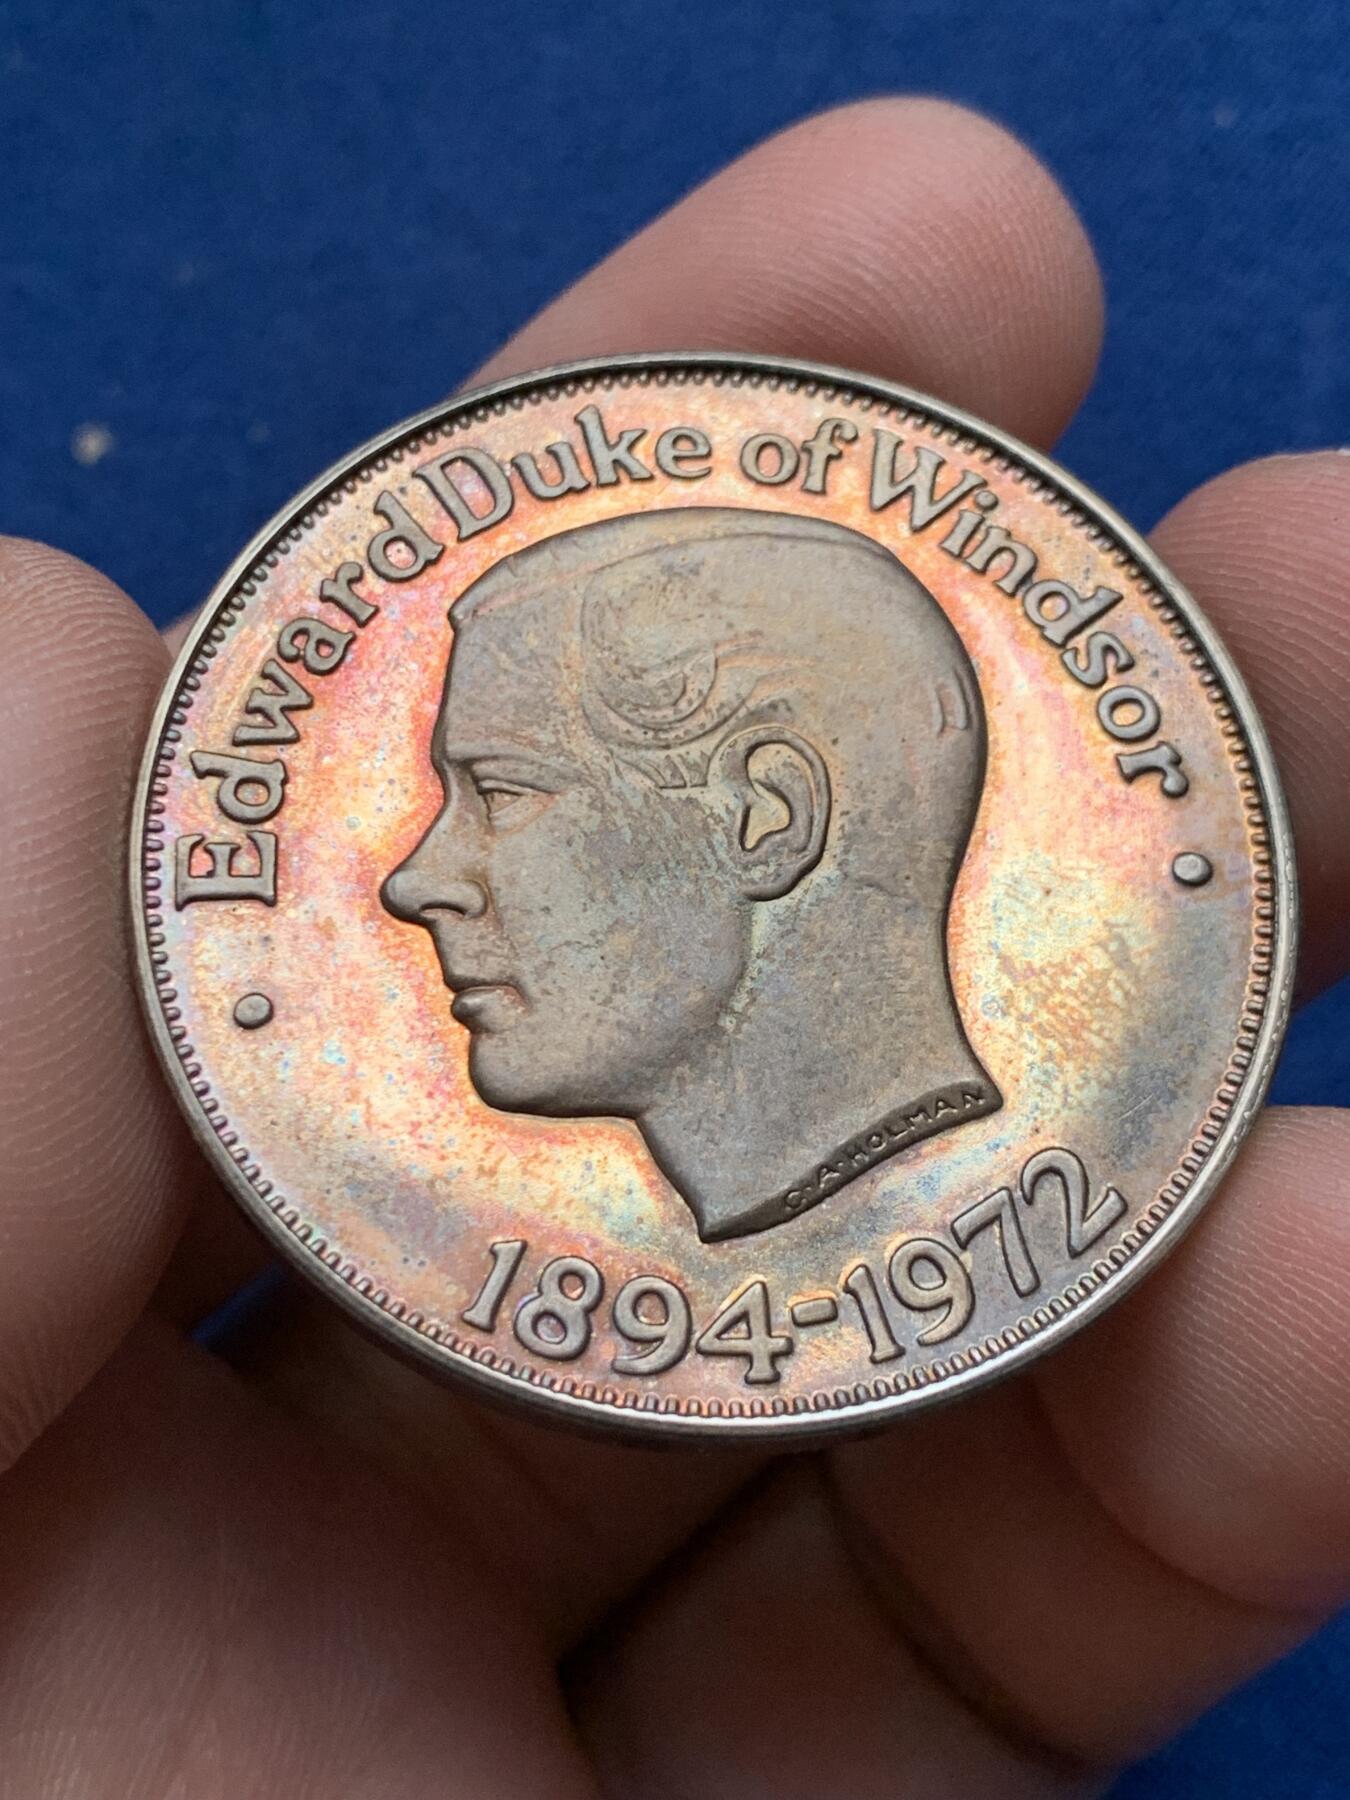 Edward Duke of Windsor
C·A·HOLMAN
1894-1972